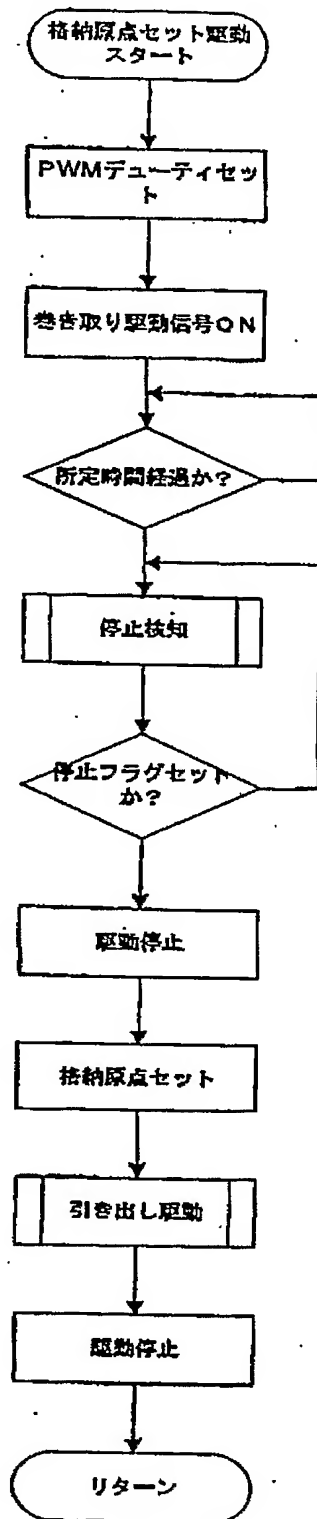 格納原点セット駆動
スタート
PWMデューティセッ
ト
巻き取り駆動信号ON
所定時間経過か?
停止検知
停止フラグセット
か?
駆動停止
格納原点セット
引き出し駆動
駆動停止
リターン